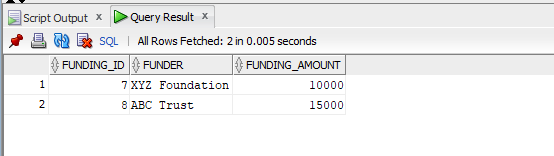 Script Output x Query Result x
SQL | All Rows Fetched: 2 in 0.005 seconds
FUNDING_ID FUNDER FUNDING_AMOUNT
1 7 XYZ Foundation 10000
2 8 ABC Trust 15000